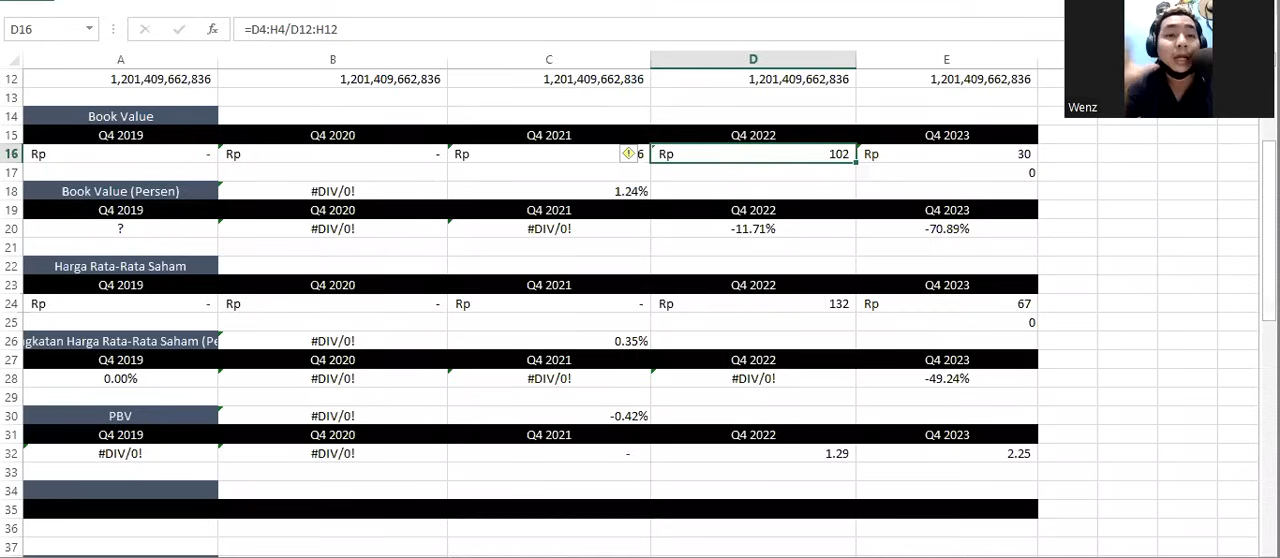 D16 fx =D4:H4/D12:H12
A B C D E
12 1,201,409,662,836 1,201,409,662,836 1,201,409,662,836 1,201,409,662,836 1,201,409,662,836
Wenz
13
14 Book Value
15 Q4 2019 Q4 2020 Q4 2021 Q4 2022 Q4 2023
16 Rp - Rp - Rp 6 Rp 102 Rp 30
17 0
18 Book Value (Persen) #DIV/0! 1.24%
19 Q4 2019 Q4 2020 Q4 2021 Q4 2022 Q4 2023
20 ? #DIV/0! #DIV/0! -11.71% -70.89%
21
22 Harga Rata-Rata Saham
23 Q4 2019 Q4 2020 Q4 2021 Q4 2022 Q4 2023
24 Rp - Rp - Rp - Rp 132 Rp 67
25 0
26 ngkatan Harga Rata-Rata Saham (Pe #DIV/0! 0.35%
27 Q4 2019 Q4 2020 Q4 2021 Q4 2022 Q4 2023
28 0.00% #DIV/0! #DIV/0! #DIV/0! -49.24%
29
30 PBV #DIV/0! -0.42%
31 Q4 2019 Q4 2020 Q4 2021 Q4 2022 Q4 2023
32 #DIV/0! #DIV/0! - 1.29 2.25
33
34
35
36
37